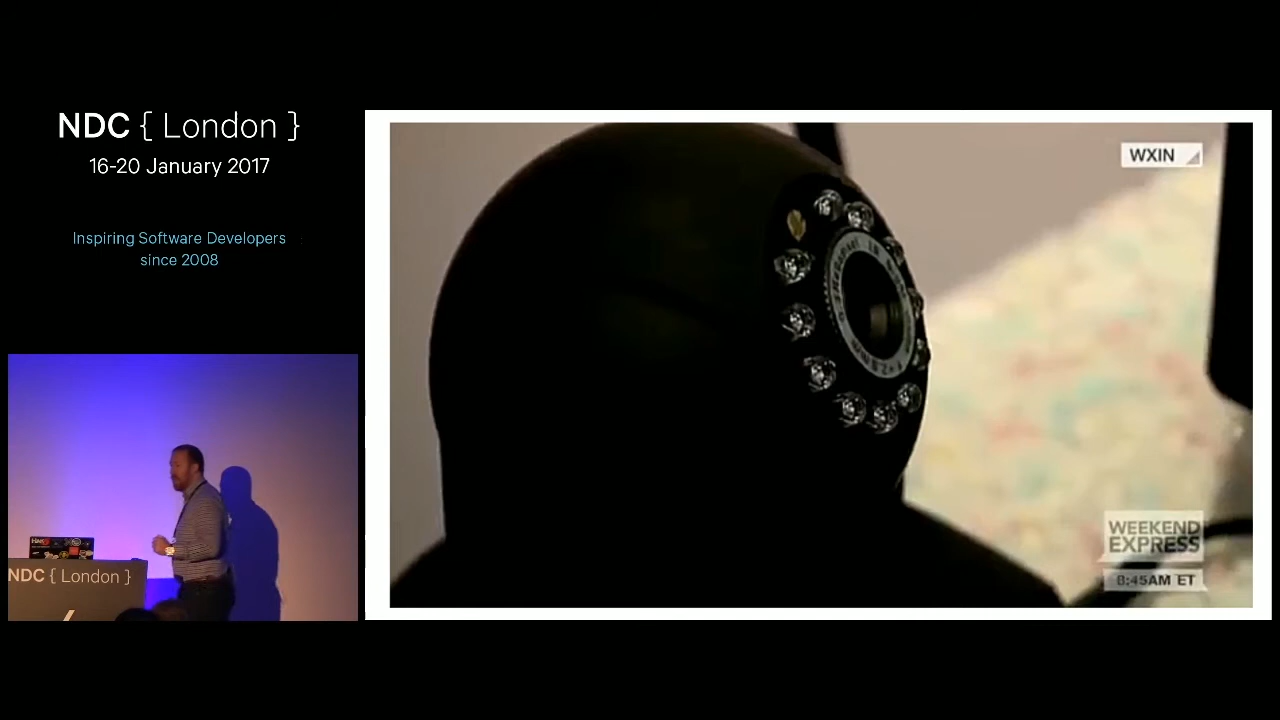 NDC { London }
16-20 January 2017
Inspiring Software Developers
since 2008
WXIN
WEEKEND
EXPRESS
8:45AM ET
NDC { London }